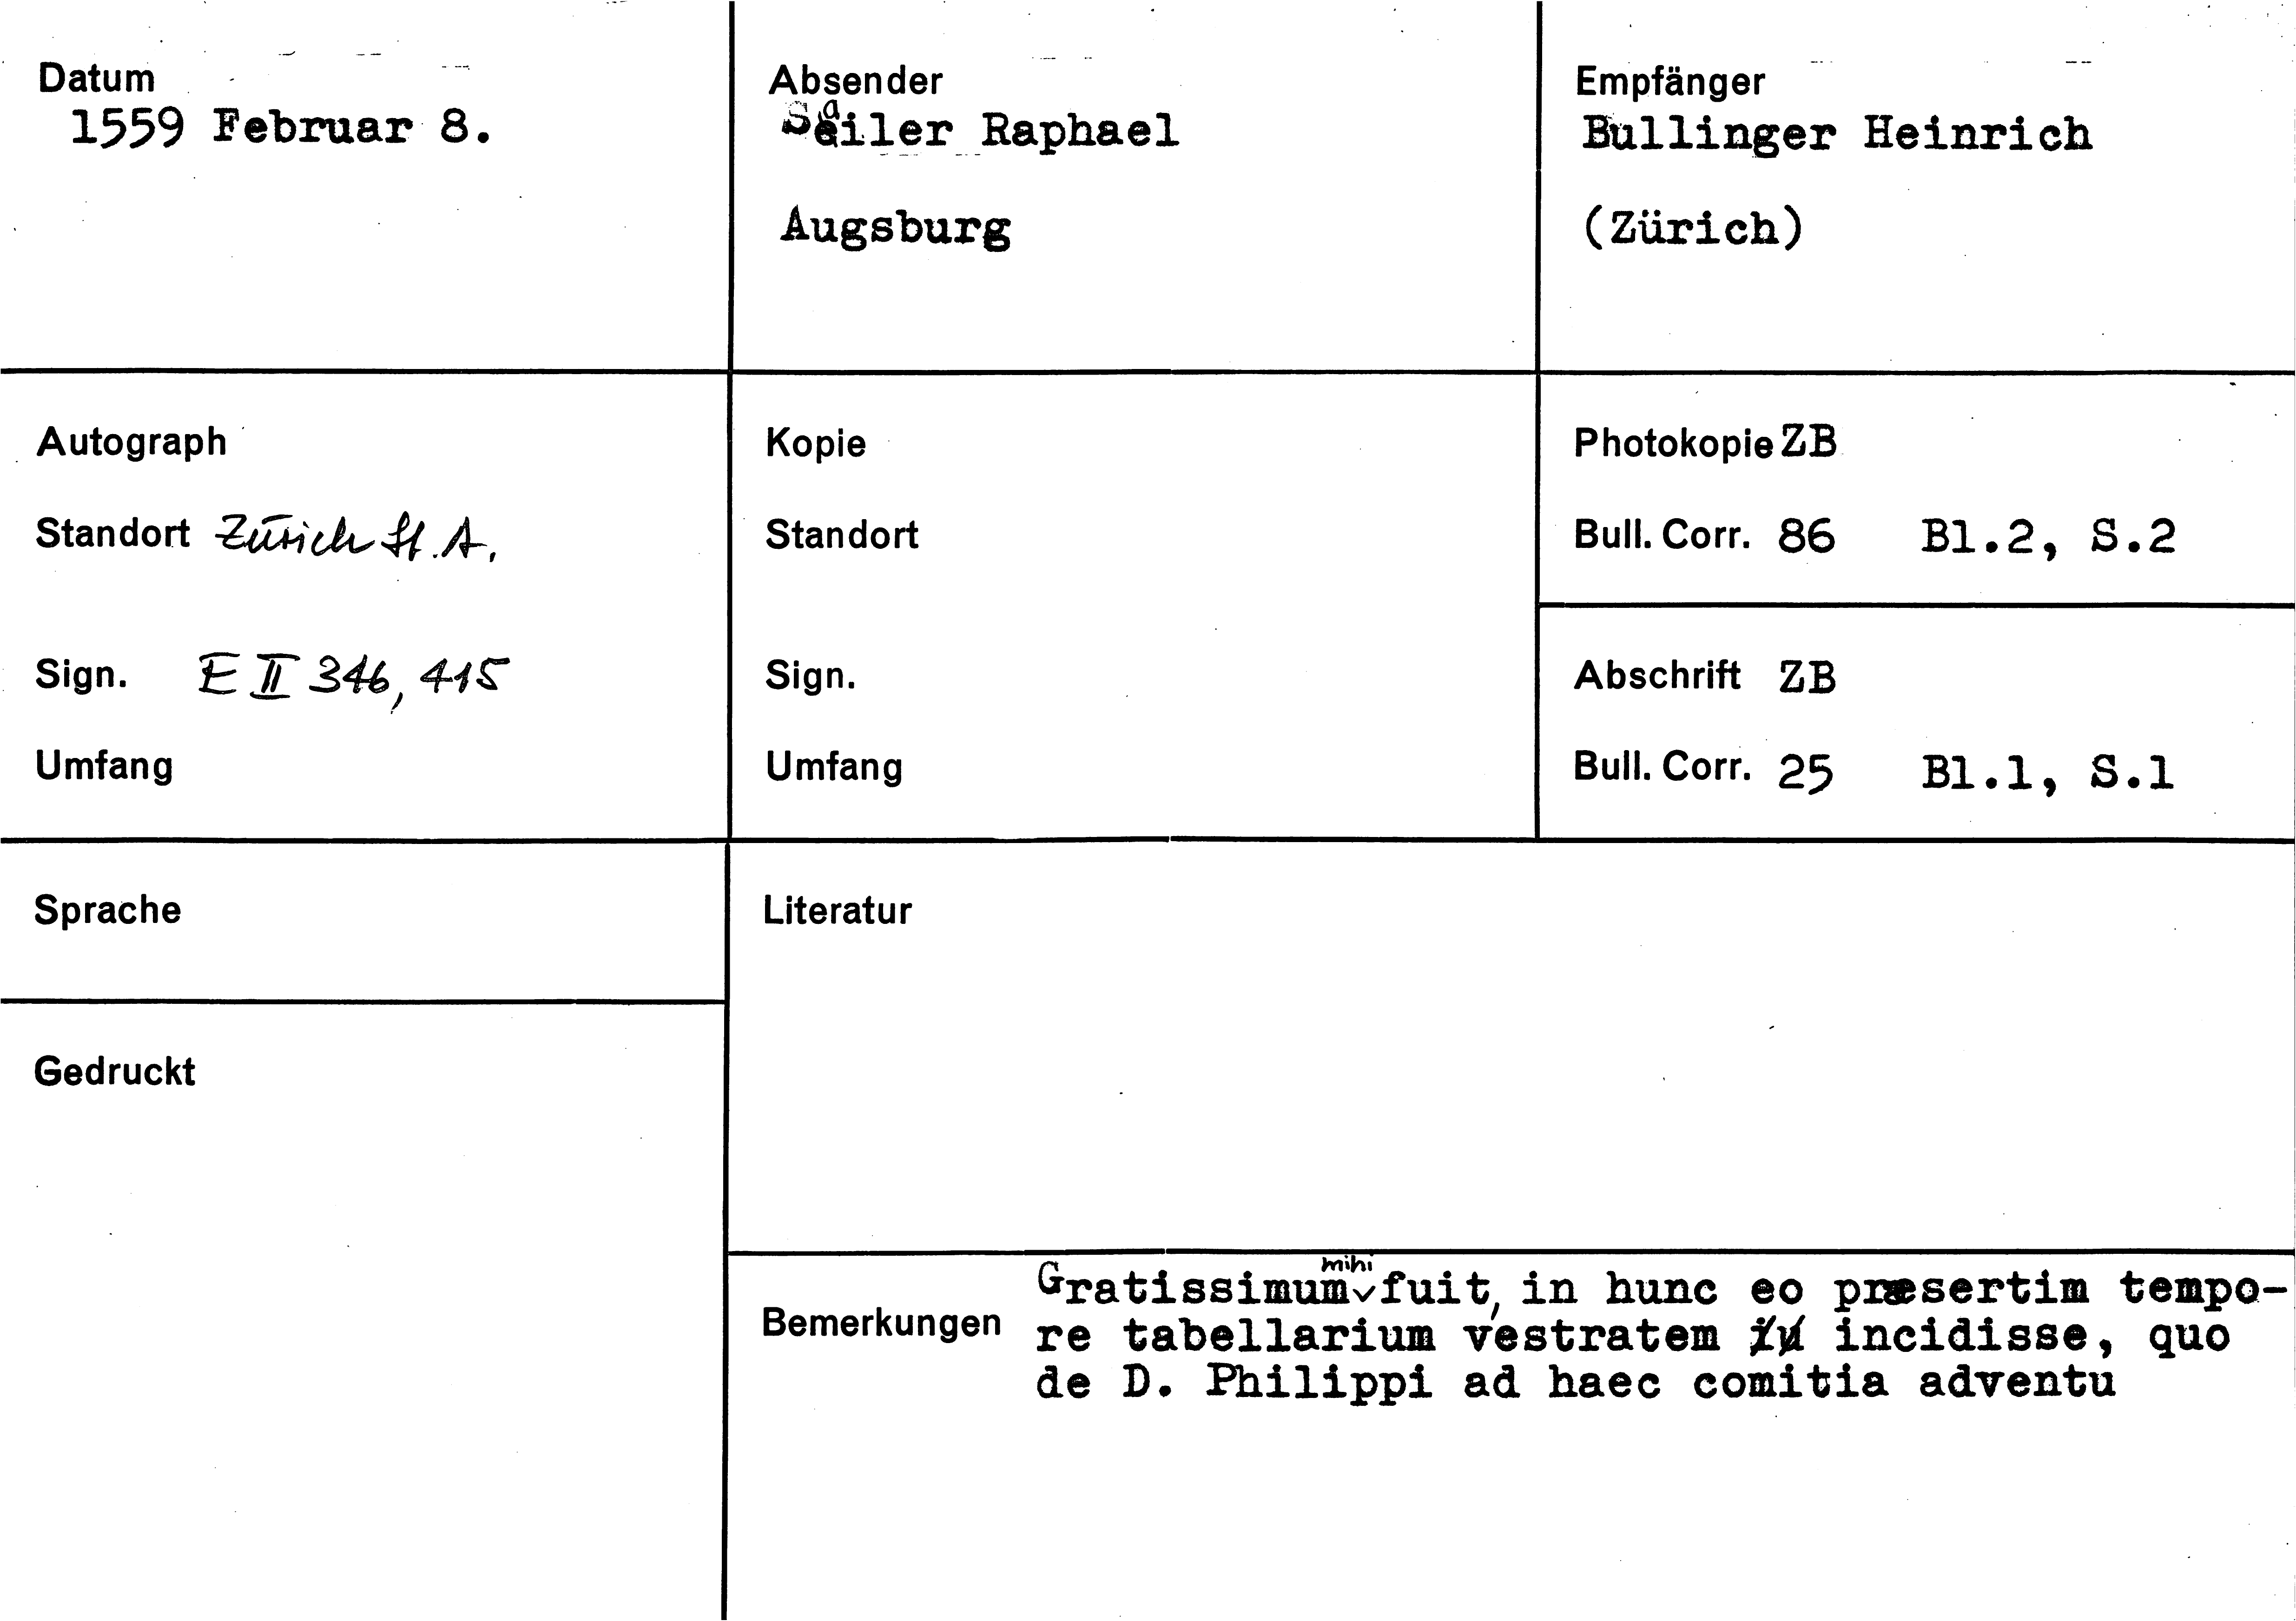 Datum
1559 Februar 8.
Absender
Sailer Raphael
Augsburg
Empfänger
Bullinger Heinrich
(Zürich)
Autograph
Standort Zürich St. A.
Sign. E II 346, 415
Umfang
Kopie
Standort
Sign.
Umfang
Photokopie ZB
Bull. Corr. 86 Bl.2, S.2
Abschrift ZB
Bull. Corr. 25 Bl.1, S.1
Sprache
Gedruckt
Literatur
Bemerkungen
Gratissimum mihi fuit, in hunc eo præsertim tempo-
re tabellarium vestratem incidisse, quo
de D. Philippi ad haec comitia adventu